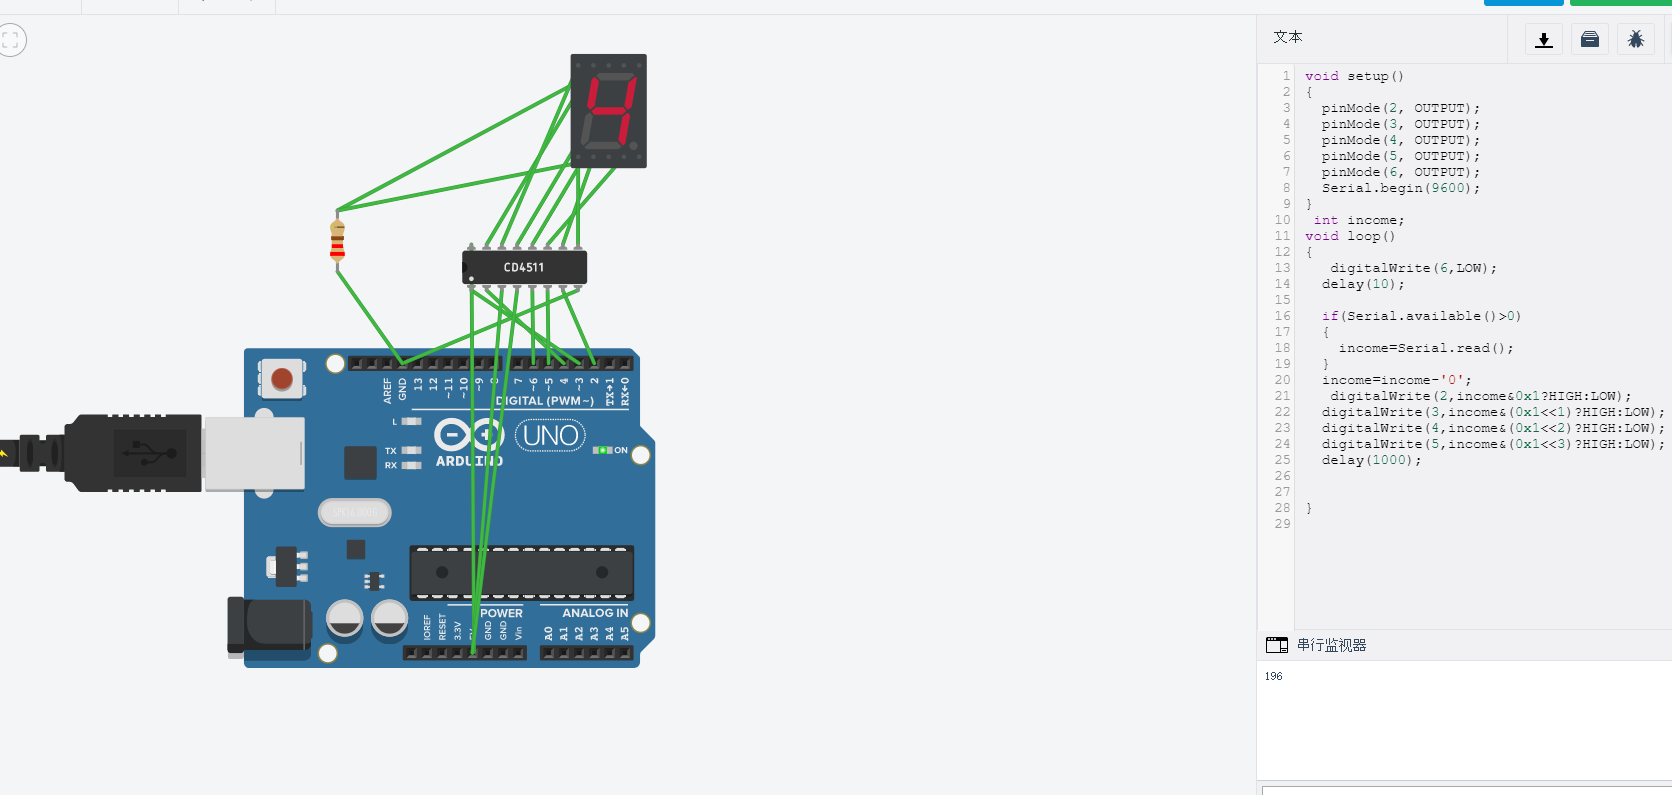 文本
1 void setup()
2 {
3 pinMode(2, OUTPUT);
4 pinMode(3, OUTPUT);
5 pinMode(4, OUTPUT);
6 pinMode(5, OUTPUT);
7 pinMode(6, OUTPUT);
8 Serial.begin(9600);
9 }
10 int income;
11 void loop()
12 {
13 digitalWrite(6,LOW);
14 delay(10);
15
16 if(Serial.available()>0)
17 {
18 income=Serial.read();
19 }
20 income=income-'0';
21 digitalWrite(2,income&0x1?HIGH:LOW);
22 digitalWrite(3,income&(0x1<<1)?HIGH:LOW);
23 digitalWrite(4,income&(0x1<<2)?HIGH:LOW);
24 digitalWrite(5,income&(0x1<<3)?HIGH:LOW);
25 delay(1000);
26
27
28 }
29
串行监视器
196
4
CD4511
AREF
GND
13
12
~11
~10
~9
8
7
~6
~5
4
~3
2
TX→1
RX←0
DIGITAL (PWM~)
L
TX
RX
ARDUINO
UNO
ON
IOREF
RESET
3.3V
GND
GND
Vin
POWER
ANALOG IN
A0
A1
A2
A3
A4
A5